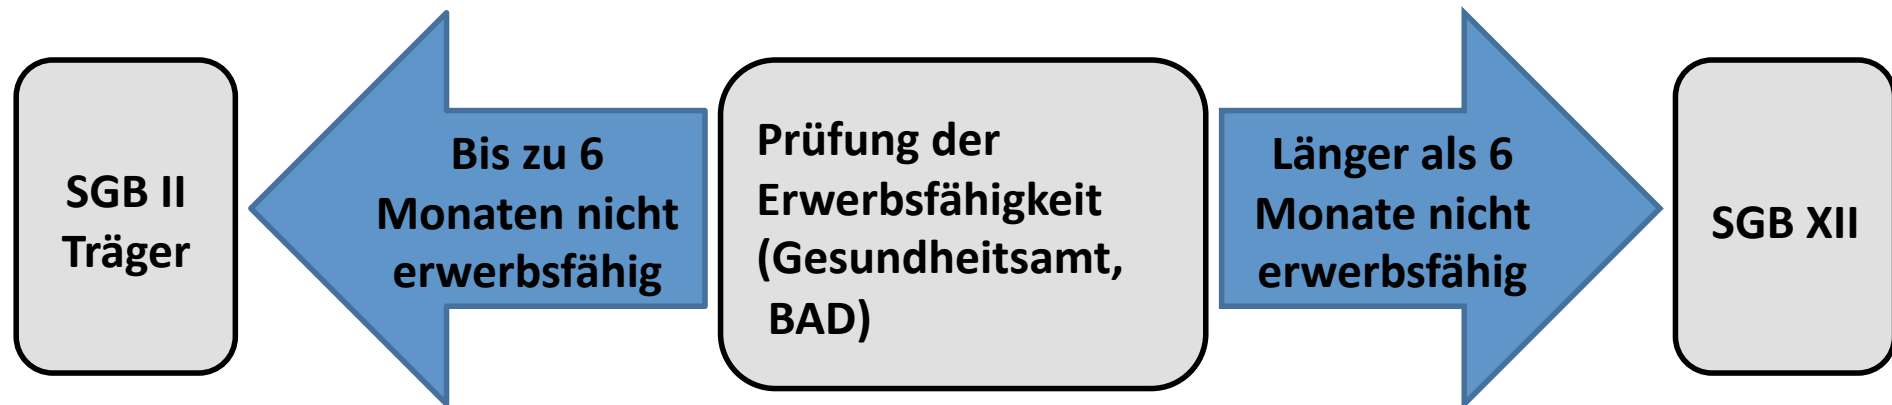 SGB II
Träger
Bis zu 6
Monaten nicht
erwerbsfähig
Prüfung der
Erwerbsfähigkeit
(Gesundheitsamt,
BAD)
Länger als 6
Monate nicht
erwerbsfähig
SGB XII